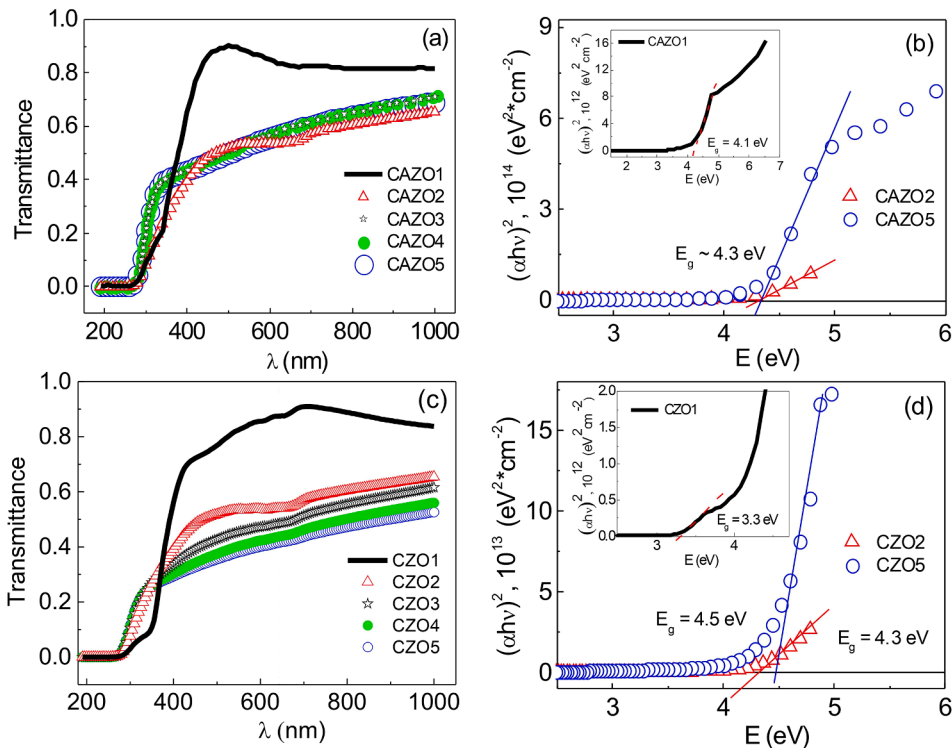 (a)
1.0
0.8
0.6
0.4
0.2
0.0
Transmittance
CAZO1
CAZO2
CAZO3
CAZO4
CAZO5
200 400 600 800 1000
λ (nm)
(b)
14
9
6
3
0
(αhν)², 10¹⁴ (eV²*cm-²)
CAZO1
16
12
8
4
0
(αhν)², 10¹² (eV²cm-2)
E_g = 4.1 eV
2 3 4 5 6 7
E (eV)
CAZO2
CAZO5
E_g ~ 4.3 eV
3 4 5 6
E (eV)
(c)
1.0
0.8
0.6
0.4
0.2
0.0
Transmittance
CZO1
CZO2
CZO3
CZO4
CZO5
200 400 600 800 1000
λ (nm)
(d)
15
10
5
0
(αhν)², 10¹³ (eV²*cm-²)
CZO1
2.0
1.5
1.0
0.5
0.0
(αhν)², 10¹² (eV²cm-2)
E_g = 3.3 eV
3 4
E (eV)
CZO2
CZO5
E_g = 4.5 eV
E_g = 4.3 eV
3 4 5 6
E (eV)